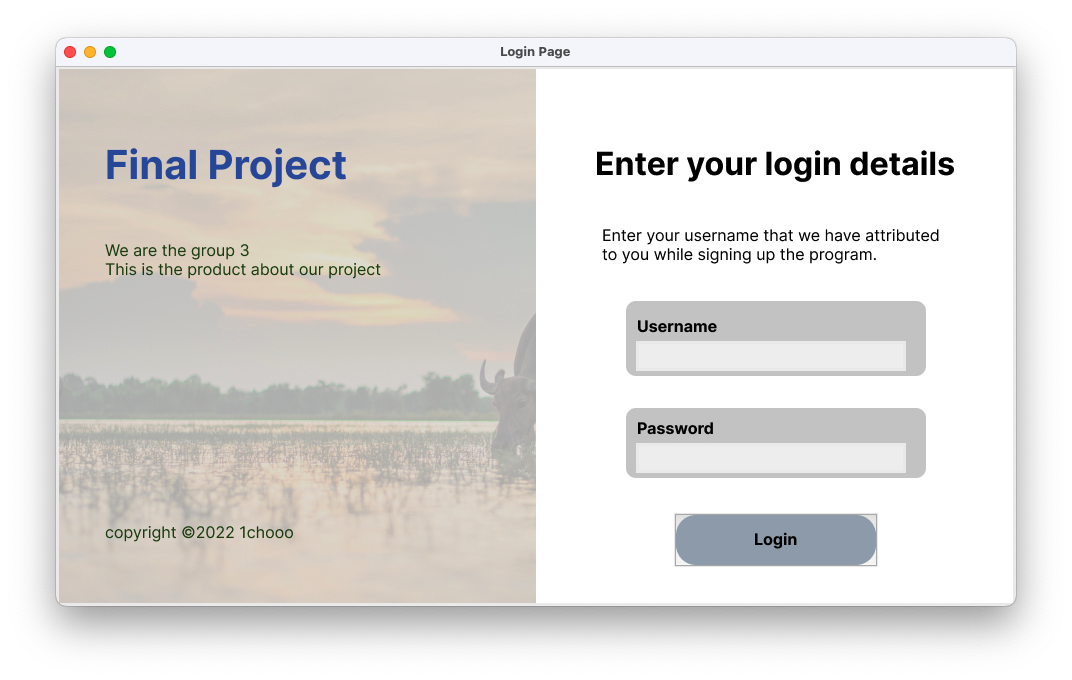 Login Page
Final Project
We are the group 3
This is the product about our project
copyright ©2022 1chooo
Enter your login details
Enter your username that we have attributed
to you while signing up the program.
Username
Password
Login